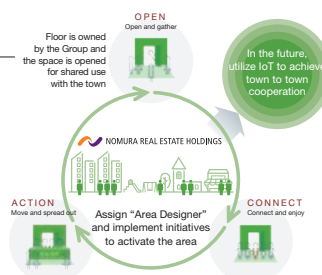 OPEN
Open and gather
Floor is owned
by the Group and
the space is opened
for shared use
with the town
In the future,
utilize IoT to achieve
town to town
cooperation
NOMURA REAL ESTATE HOLDINGS
ACTION
Move and spread out
Assign “Area Designer”
and implement initiatives
to activate the area
CONNECT
Connect and enjoy